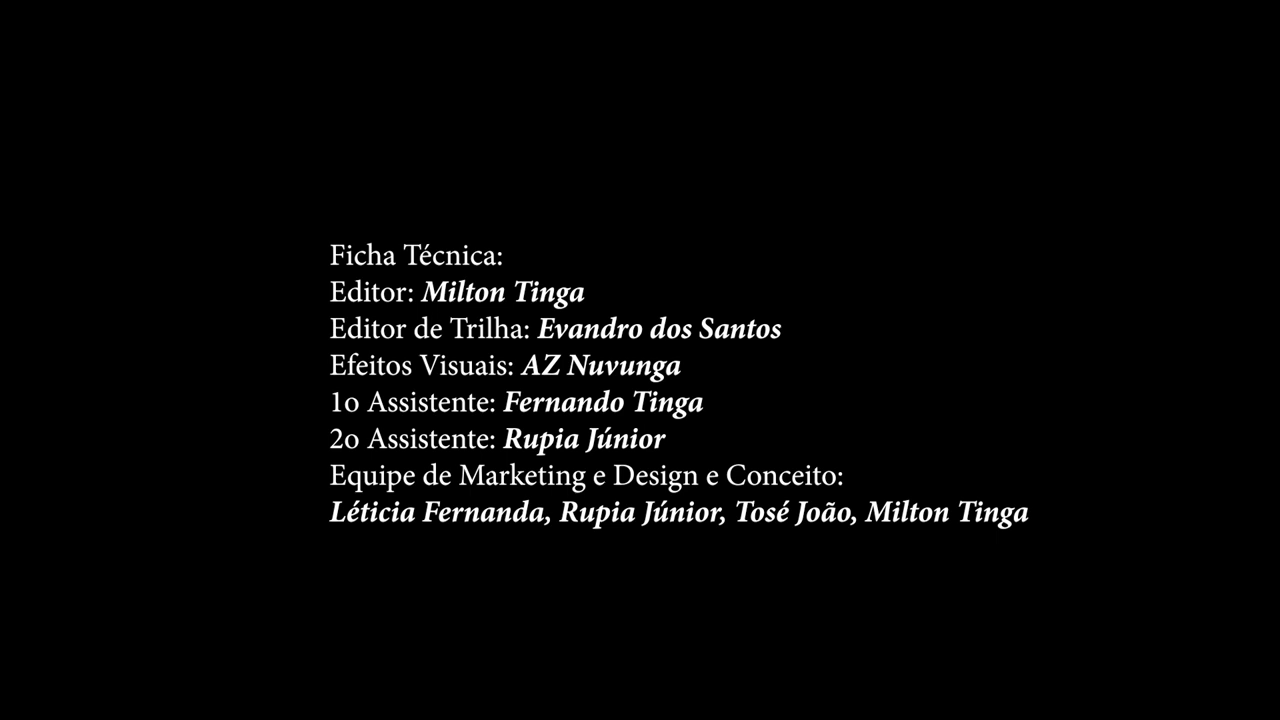 Ficha Técnica:
Editor: Milton Tinga
Editor de Trilha: Evandro dos Santos
Efeitos Visuais: AZ Nuvunga
1o Assistente: Fernando Tinga
2o Assistente: Rupia Júnior
Equipe de Marketing e Design e Conceito:
Léticia Fernanda, Rupia Júnior, Tosé João, Milton Tinga